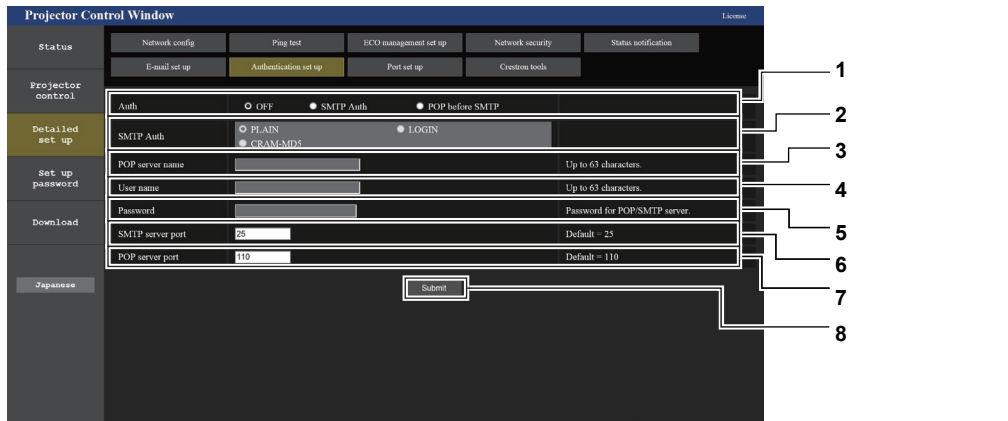 Projector Control Window
License
Status
Projector
control
Detailed
set up
Set up
password
Download
Japanese
Network config
Ping test
ECO management set up
Network security
Status notification
E-mail set up
Authentication set up
Port set up
Crestron tools
Auth
OFF
SMTP Auth
POP before SMTP
1
SMTP Auth
PLAIN
LOGIN
CRAM-MD5
2
POP server name
Up to 63 characters.
3
User name
Up to 63 characters.
4
Password
Password for POP/SMTP server.
5
SMTP server port
25
Default = 25
6
POP server port
110
Default = 110
7
Submit
8